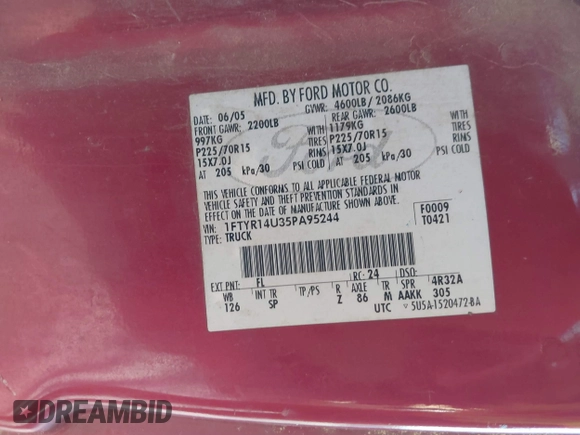 MFD. BY FORD MOTOR CO.
DATE: 06/05 GVWR: 4600LB/ 2086KG
FRONT GAWR: 2200LB REAR GAWR: 2600LB
997KG WITH 1179KG WITH
P225/70R15 TIRES P225/70R15 TIRES
15X7.0J RIMS 15X7.0J RIMS
AT 205 kPa/30 PSI COLD AT 205 kPa/30 PSI COLD
Ford
THIS VEHICLE CONFORMS TO ALL APPLICABLE FEDERAL MOTOR
VEHICLE SAFETY AND THEFT PREVENTION STANDARDS IN
EFFECT ON THE DATE OF MANUFACTURE SHOWN ABOVE.
VIN: 1FTYR14U35PA95244 F0009
TYPE: TRUCK T0421
EXT PNT: FL RC: 24 DSO:
WB INT TR TP/PS R AXLE TR SPR 4R32A
126 SP Z 86 M AAKK 305
UTC ▽ 5U5A-1520472-BA
DREAMBID